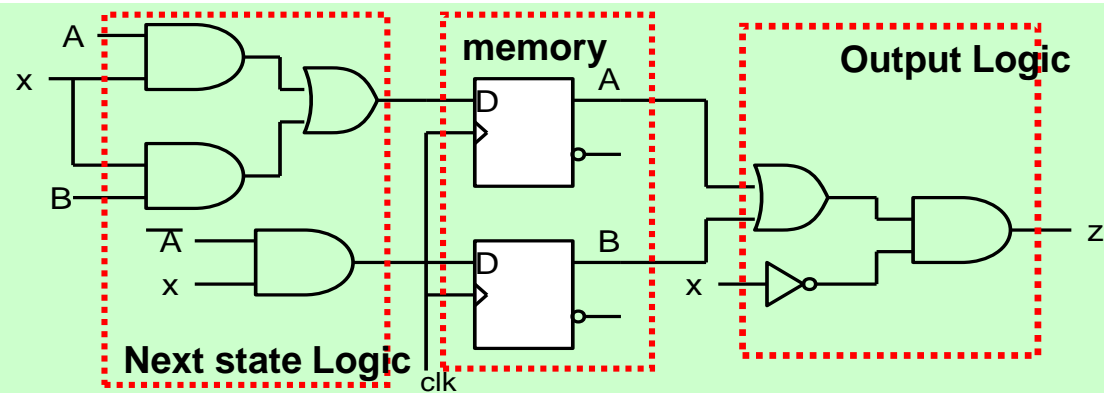 A
x
B
A̅
x
Next state Logic
memory
D
A
D
B
clk
Output Logic
x
z